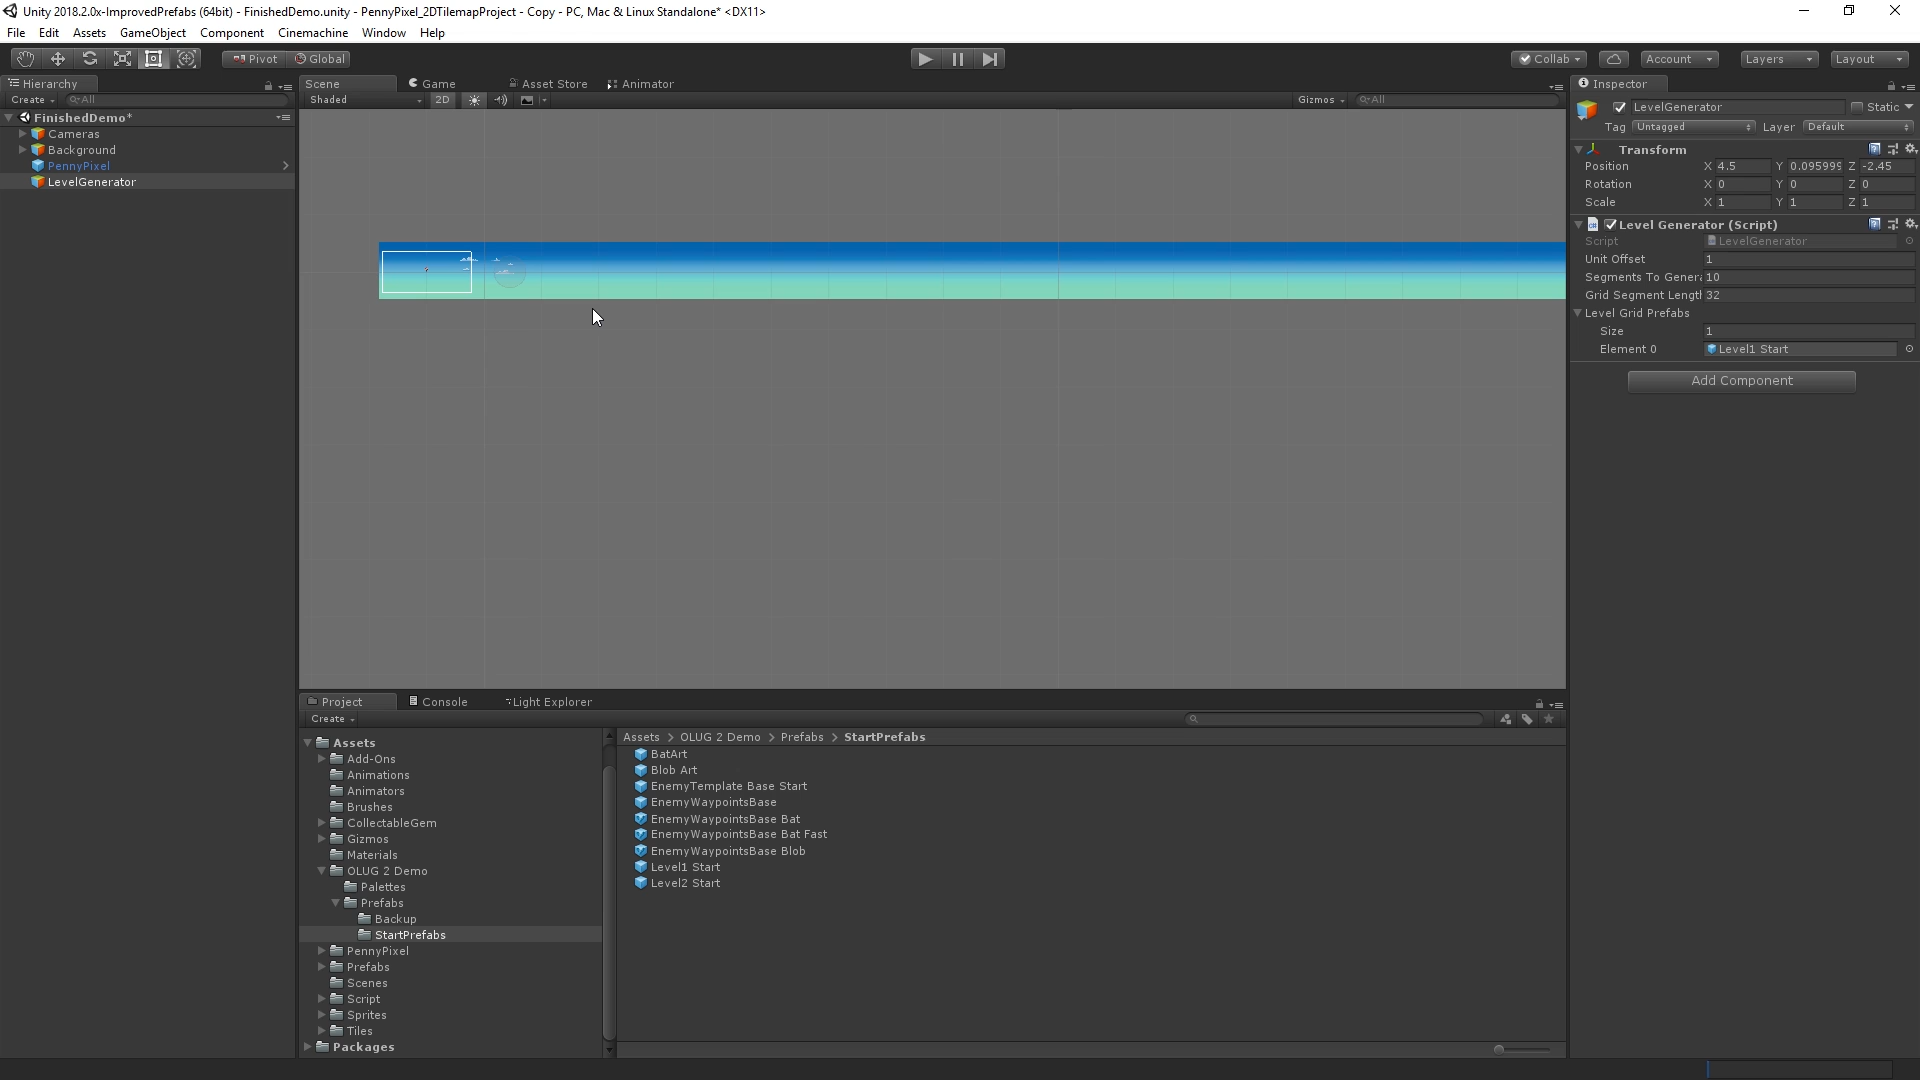 Unity 2018.2.0x-ImprovedPrefabs (64bit) - FinishedDemo.unity - PennyPixel_2DTilemapProject - Copy - PC, Mac & Linux Standalone* <DX11>
File Edit Assets GameObject Component Cinemachine Window Help
Pivot Global Collab Account Layers Layout
Hierarchy
Create All
FinishedDemo*
Cameras
Background
PennyPixel
LevelGenerator
Scene Game Asset Store Animator
Shaded 2D Gizmos All
Inspector
LevelGenerator Static
Tag Untagged Layer Default
Transform
Position X 4.5 Y 0.095999 Z -2.45
Rotation X 0 Y 0 Z 0
Scale X 1 Y 1 Z 1
Level Generator (Script)
Script LevelGenerator
Unit Offset 1
Segments To Genera 10
Grid Segment Lengtl 32
Level Grid Prefabs
Size 1
Element 0 Level1 Start
Add Component
Project Console Light Explorer
Create
Assets
Add-Ons
Animations
Animators
Brushes
CollectableGem
Gizmos
Materials
OLUG 2 Demo
Palettes
Prefabs
Backup
StartPrefabs
PennyPixel
Prefabs
Scenes
Script
Sprites
Tiles
Packages
Assets > OLUG 2 Demo > Prefabs > StartPrefabs
BatArt
Blob Art
EnemyTemplate Base Start
EnemyWaypointsBase
EnemyWaypointsBase Bat
EnemyWaypointsBase Bat Fast
EnemyWaypointsBase Blob
Level1 Start
Level2 Start